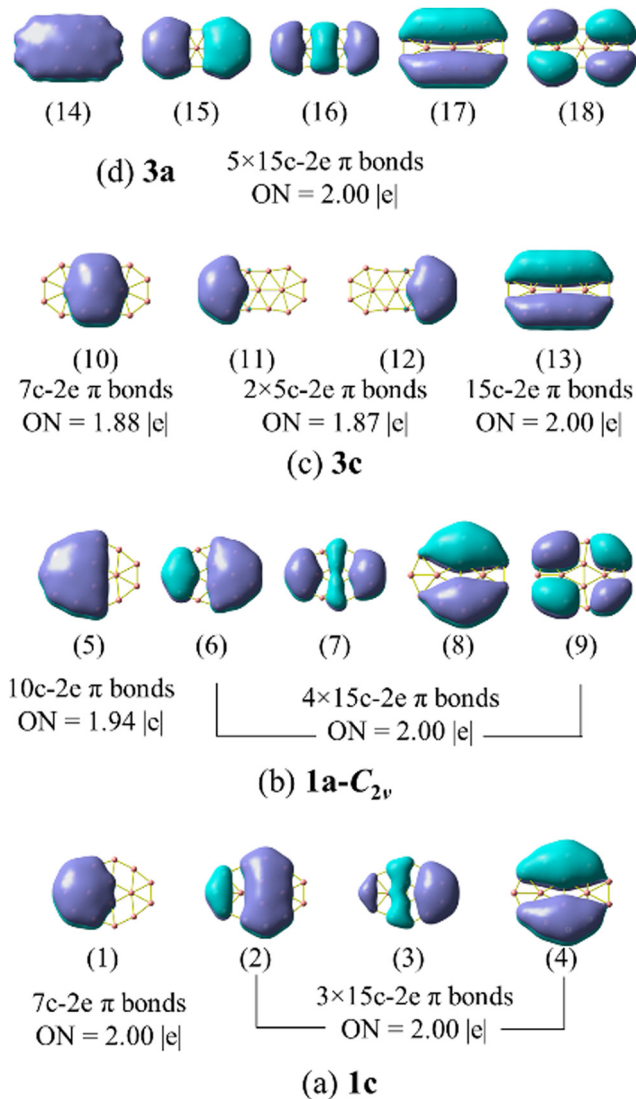 (14) (15) (16) (17) (18)
(d) 3a 5×15c-2e π bonds
ON = 2.00 |e|
(10) (11) (12) (13)
7c-2e π bonds 2×5c-2e π bonds 15c-2e π bonds
ON = 1.88 |e| ON = 1.87 |e| ON = 2.00 |e|
(c) 3c
(5) (6) (7) (8) (9)
10c-2e π bonds 4×15c-2e π bonds
ON = 1.94 |c| ON = 2.00 |e|
(b) 1a-C2v
(1) (2) (3) (4)
7c-2e π bonds 3×15c-2e π bonds
ON = 2.00 |e| ON = 2.00 |e|
(a) 1c